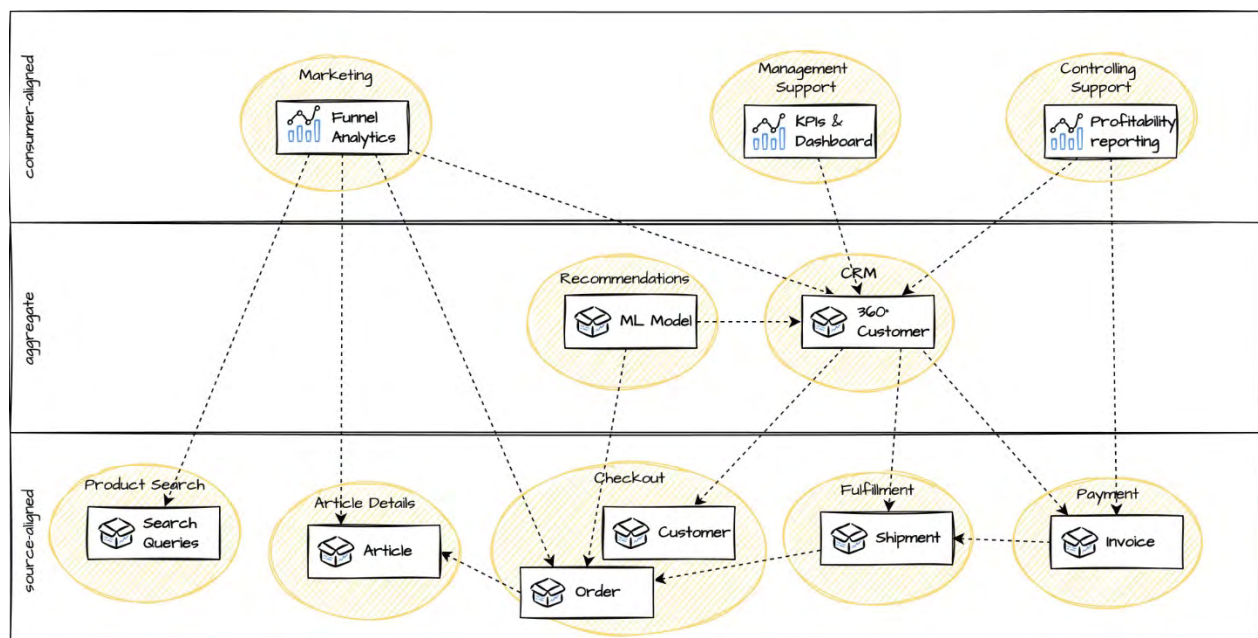 consumer-aligned
Marketing
Funnel
Analytics
Management
Support
KPIs &
Dashboard
Controlling
Support
Profitability
reporting
aggregate
Recommendations
ML Model
CRM
360°
Customer
source-aligned
Product Search
Search
Queries
Article Details
Article
Checkout
Customer
Order
Fulfillment
Shipment
Payment
Invoice